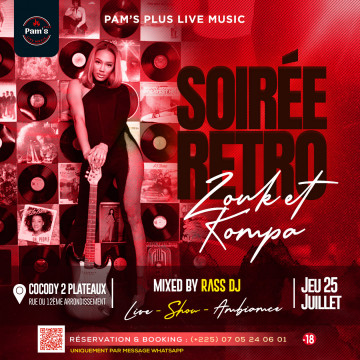 PAM'S PLUS LIVE MUSIC
Pam's
SOIRÉE
RETRO
Zouk et
Kompa
COCODY 2 PLATEAUX
RUE DU 12ÈME ARRONDISSEMENT
MIXED BY RASS DJ
Live - Show - Ambiamce
JEU 25
JUILLET
RÉSERVATION & BOOKING : (+225) 07 05 24 06 01
-18
UNIQUEMENT PAR MESSAGE WHATSAPP